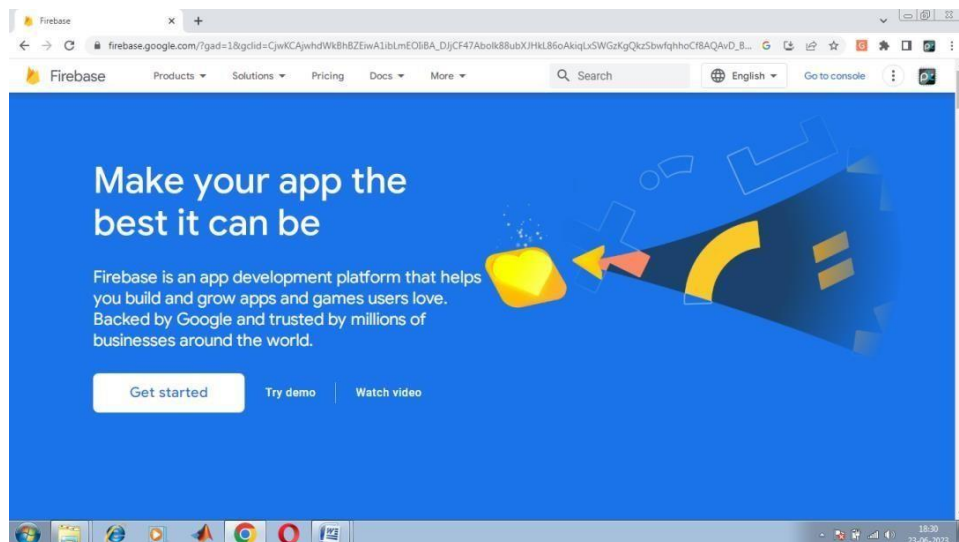 Firebase
firebase.google.com/?gad=1&gclid=
Firebase Products Solutions Pricing Docs More Search English Go to console
Make your app the
best it can be
Firebase is an app development platform that helps
you build and grow apps and games users love.
Backed by Google and trusted by millions of
businesses around the world.
Get started Try demo Watch video
18:30
23-06-2023